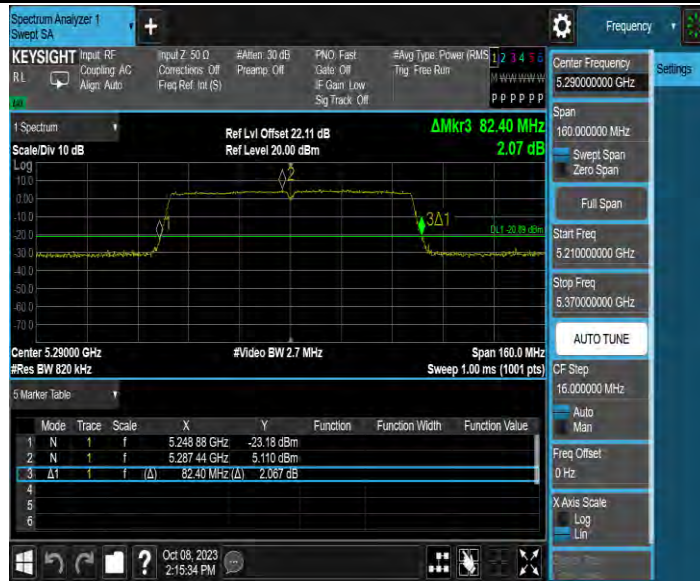 Spectrum Analyzer 1
Swept SA
Frequency
KEYSIGHT
Input: RF
Coupling: AC
Align: Auto
Input Z: 50 Ω
Corrections: Off
Freq Ref: Int (S)
#Atten: 30 dB
Preamp: Off
PNO: Fast
Gate: Off
IF Gain: Low
Sig Track: Off
#Avg Type: Power (RMS
Trig: Free Run
1 2 3 4 5 6
M W W W W W
P P P P P P
RL
1 Spectrum
Scale/Div 10 dB
Ref Lvl Offset 22.11 dB
Ref Level 20.00 dBm
ΔMkr3 82.40 MHz
2.07 dB
Log
10.0
0.00
-10.0
-20.0
-30.0
-40.0
-50.0
-60.0
-70.0
2
1
3Δ1
DL1 -20.89 dBm
Center 5.29000 GHz
#Video BW 2.7 MHz
Span 160.0 MHz
#Res BW 820 kHz
Sweep 1.00 ms (1001 pts)
5 Marker Table
Mode Trace Scale X Y Function Function Width Function Value
1 N 1 f 5.248 88 GHz -23.18 dBm
2 N 1 f 5.287 44 GHz 5.110 dBm
3 Δ1 1 f (Δ) 82.40 MHz (Δ) 2.067 dB
4
5
6
Oct 08, 2023
2:15:34 PM
Center Frequency
5.290000000 GHz
Settings
Span
160.000000 MHz
Swept Span
Zero Span
Full Span
Start Freq
5.210000000 GHz
Stop Freq
5.370000000 GHz
AUTO TUNE
CF Step
16.000000 MHz
Auto
Man
Freq Offset
0 Hz
X Axis Scale
Log
Lin